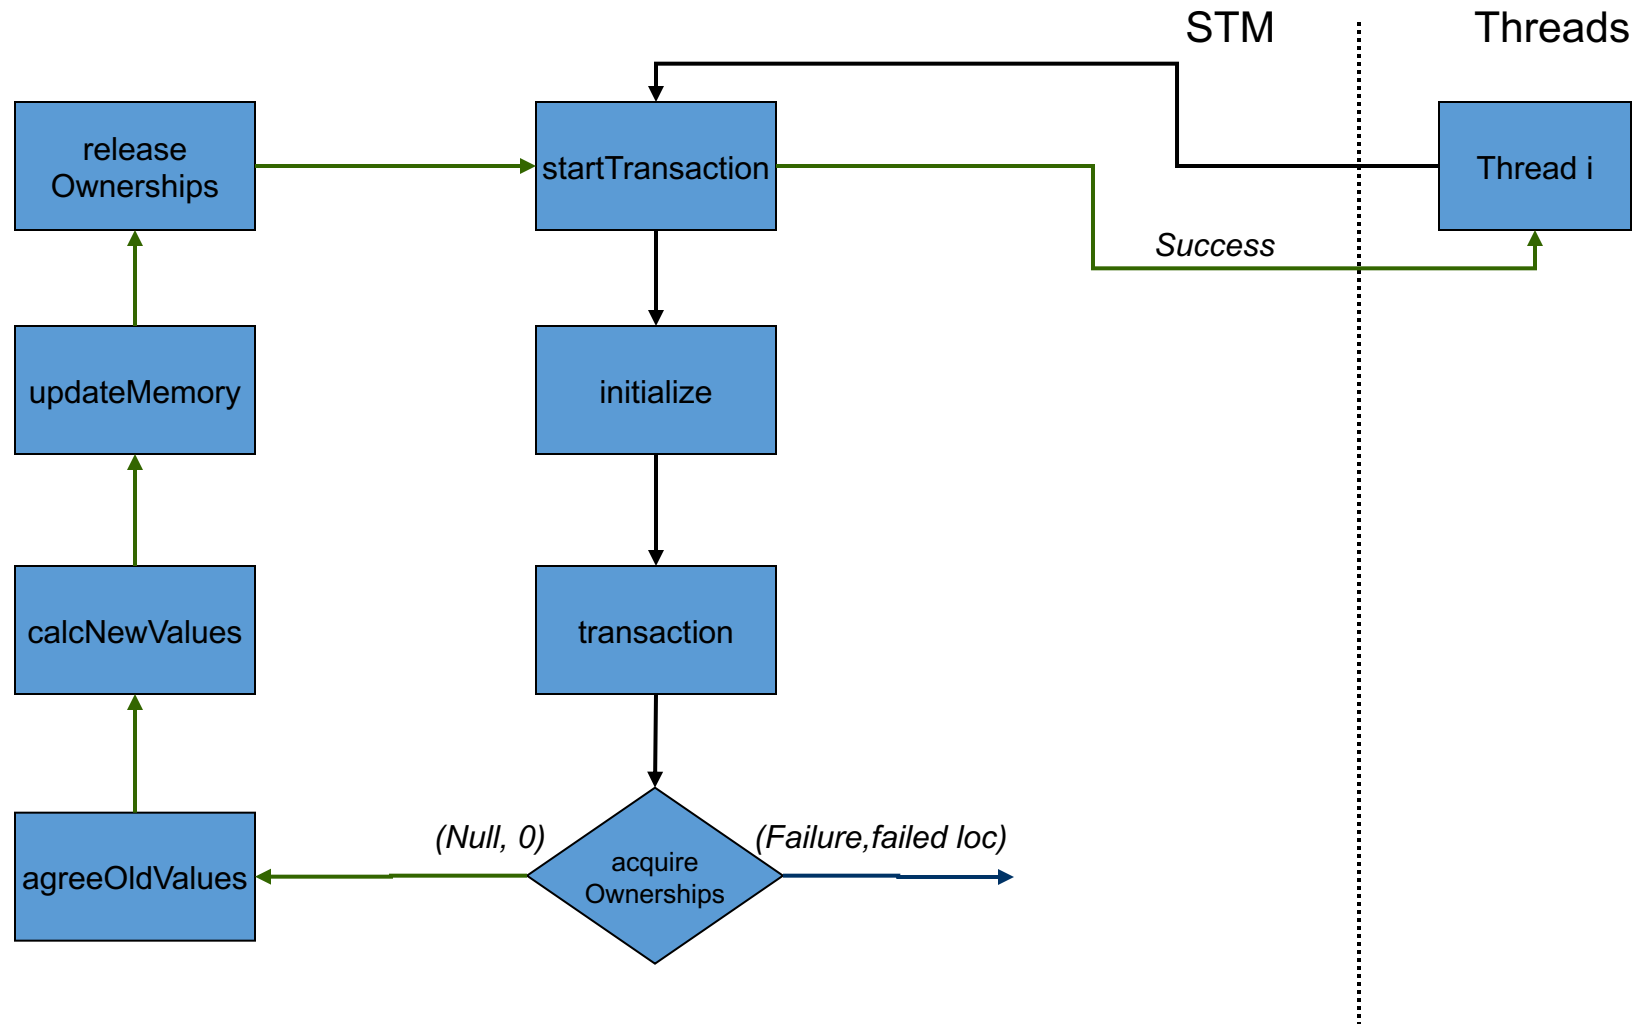 STM
Threads
release
Ownerships
startTransaction
Thread i
Success
updateMemory
initialize
calcNewValues
transaction
(Null, 0)
(Failure,failed loc)
agreeOldValues
acquire
Ownerships